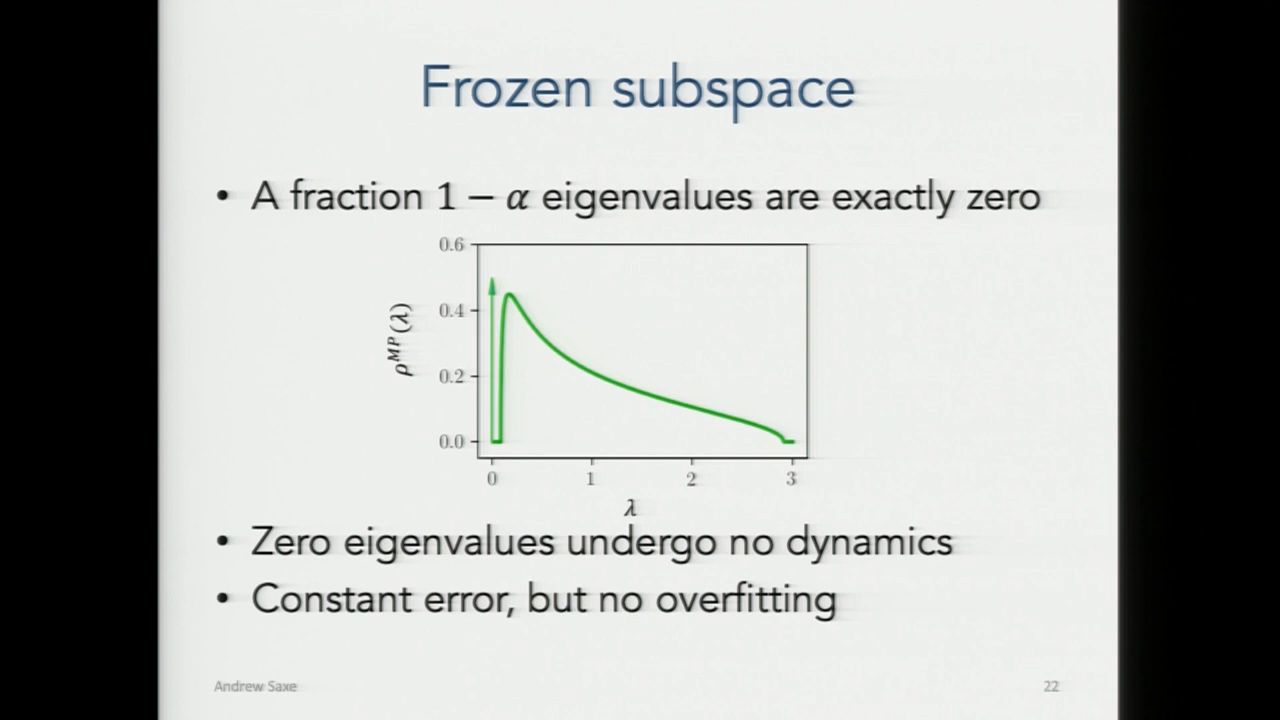 Frozen subspace
• A fraction 1 − α eigenvalues are exactly zero
0.6
0.4
0.2
0.0
ρ^{MP}(λ)
0 1 2 3
λ
• Zero eigenvalues undergo no dynamics
• Constant error, but no overfitting
Andrew Saxe 22